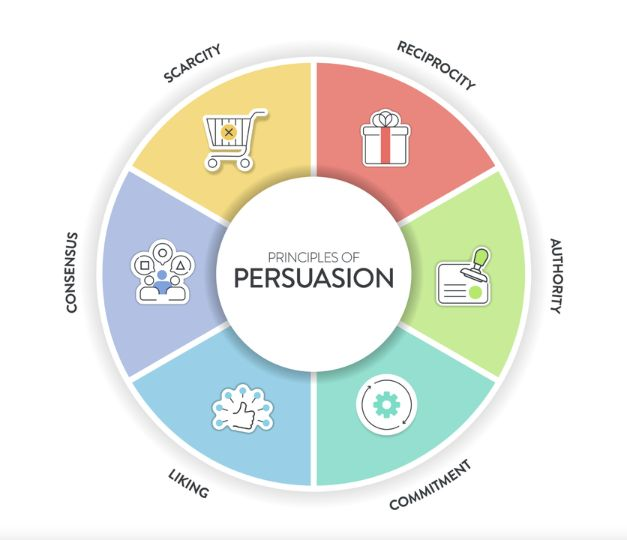 SCARCITY
RECIPROCITY
CONSENSUS
PRINCIPLES OF
PERSUASION
AUTHORITY
LIKING
COMMITMENT